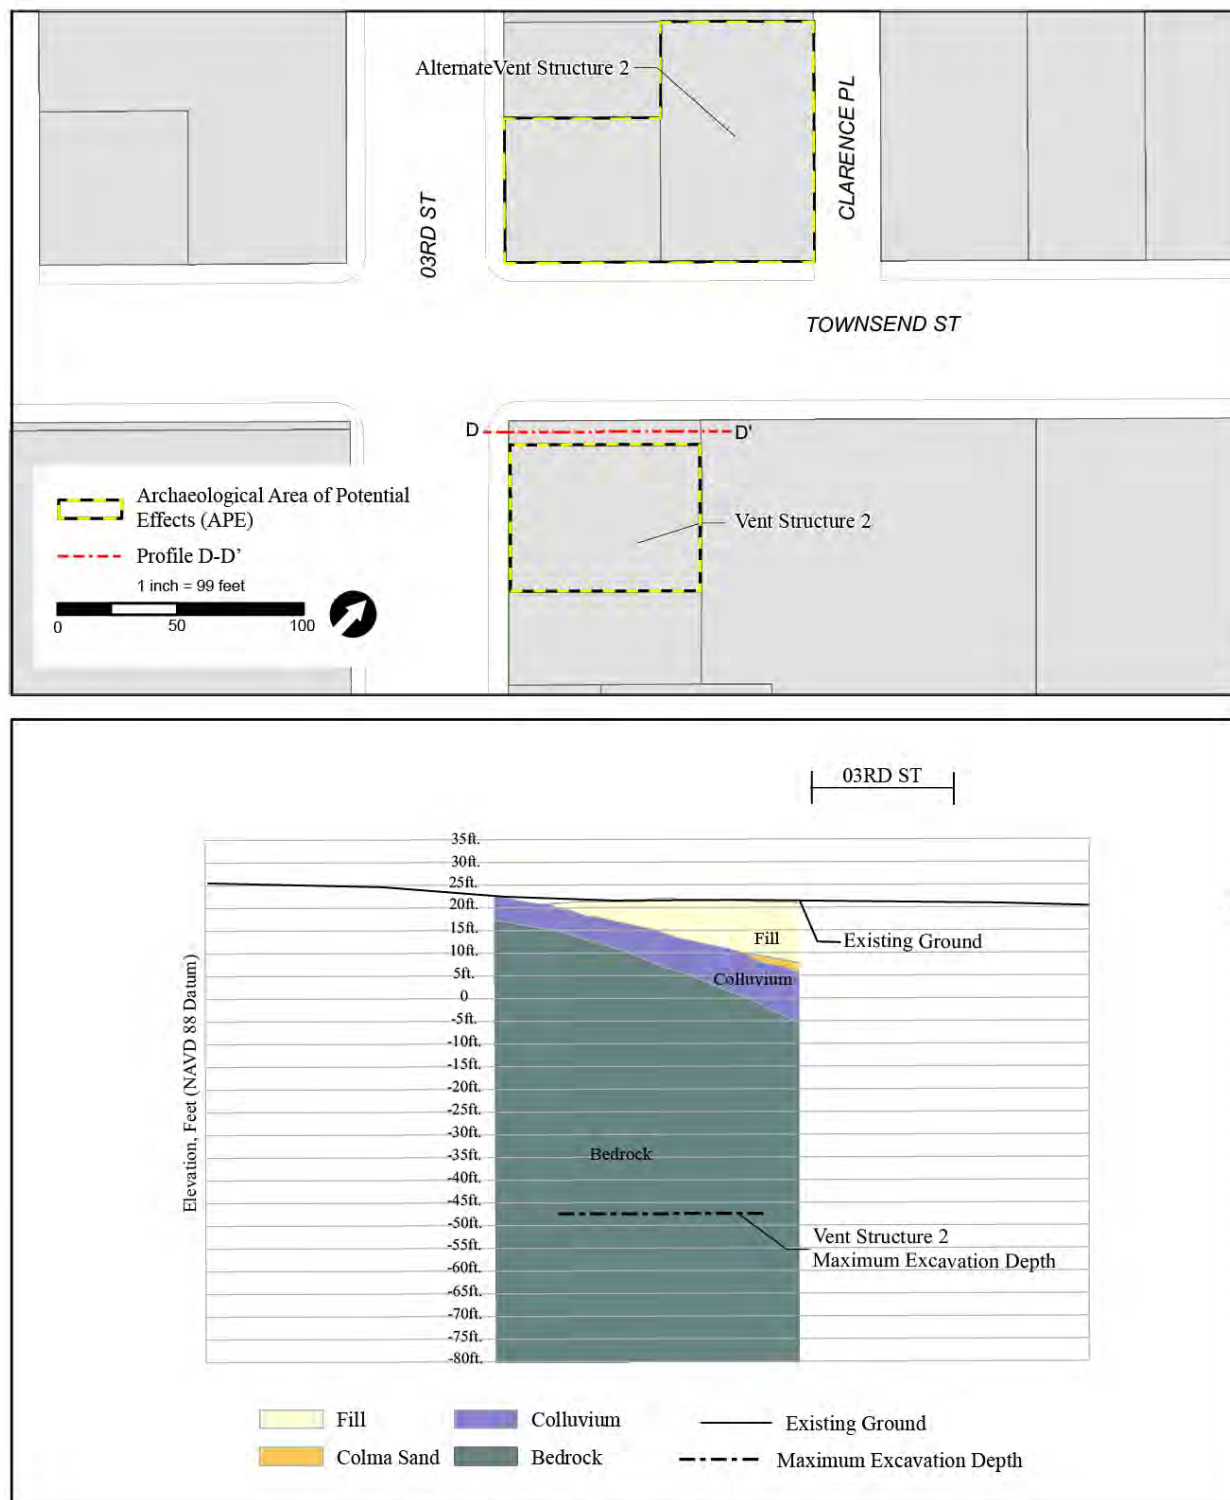 AlternateVent Structure 2
CLARENCE PL
03RD ST
TOWNSEND ST
D
D'
Archaeological Area of Potential
Effects (APE)
Profile D-D’
1 inch = 99 feet
0 50 100
Vent Structure 2
03RD ST
35ft.
30ft.
25ft.
20ft.
15ft.
10ft.
5ft.
0
-5ft.
-10ft.
-15ft.
-20ft.
-25ft.
-30ft.
-35ft.
-40ft.
-45ft.
-50ft.
-55ft.
-60ft.
-65ft.
-70ft.
-75ft.
-80ft.
Elevation, Feet (NAVD 88 Datum)
Fill
Existing Ground
Colluvium
Bedrock
Vent Structure 2
Maximum Excavation Depth
Fill
Colluvium
Existing Ground
Colma Sand
Bedrock
Maximum Excavation Depth